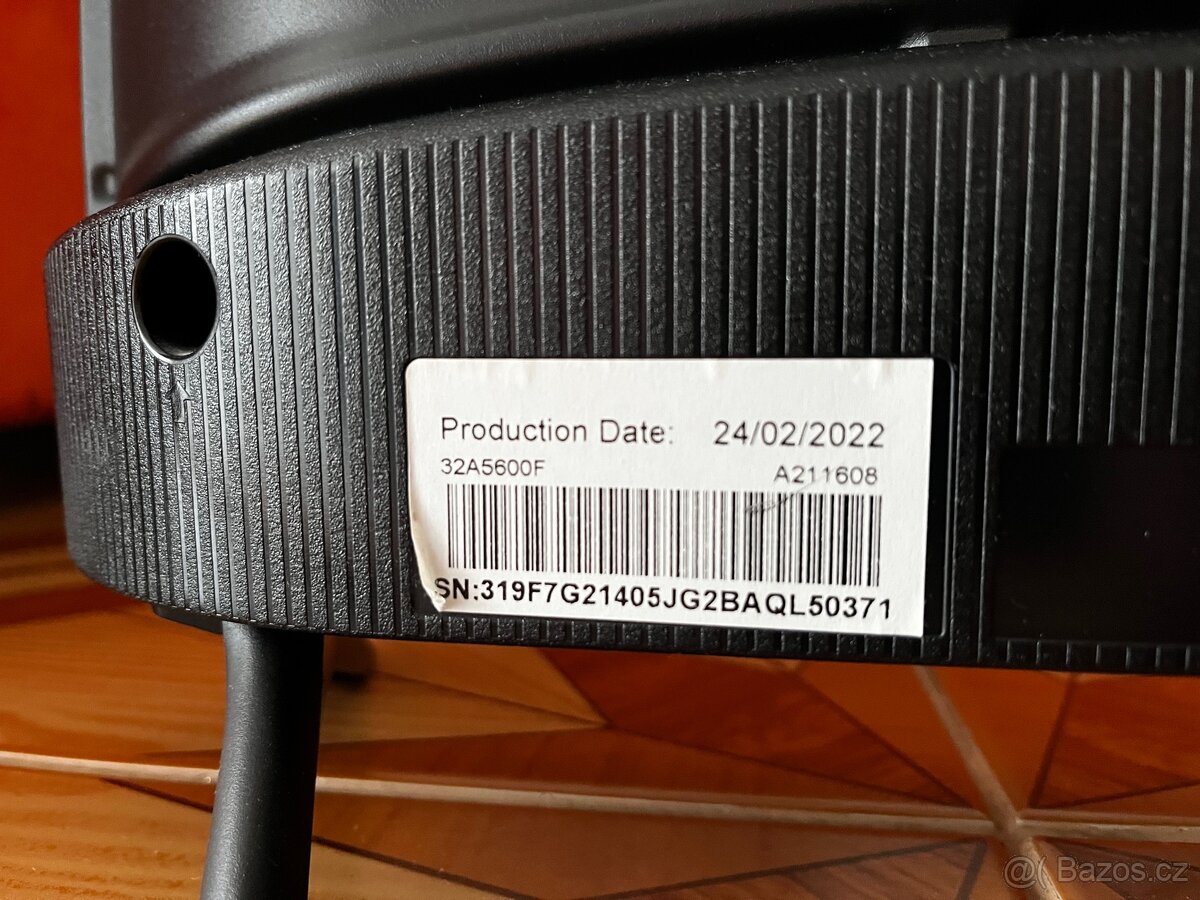 Production Date: 24/02/2022
32A5600F A211608
SN:319F7G21405JG2BAQL50371
@( Bazos.cz